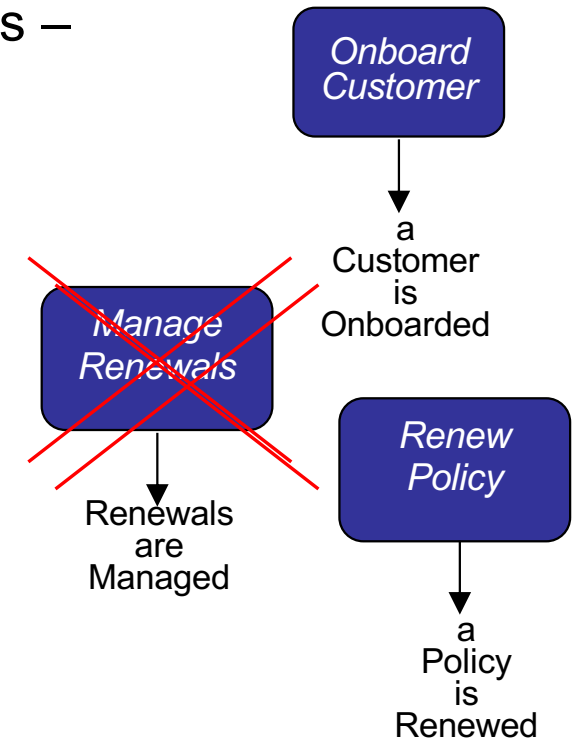 s –
Onboard
Customer
a
Customer
is
Onboarded
Manage
Renewals
Renewals
are
Managed
Renew
Policy
a
Policy
is
Renewed